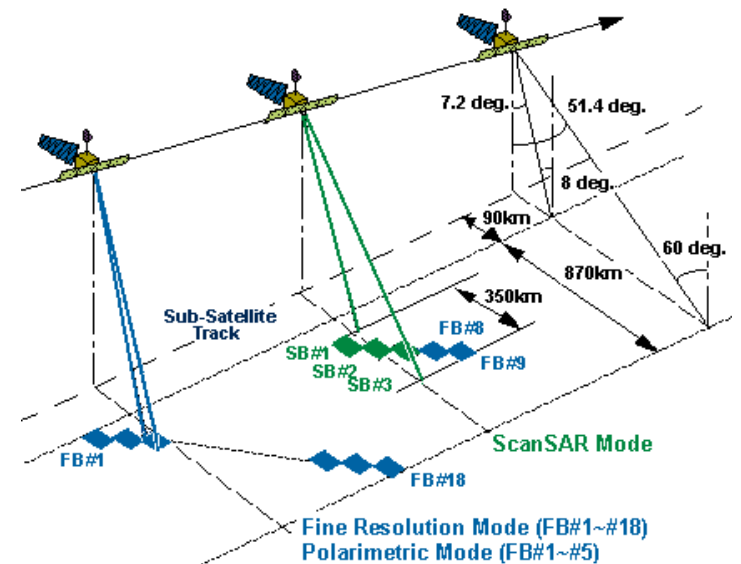 7.2 deg.
51.4 deg.
8 deg.
90km
60 deg.
870km
350km
Sub-Satellite
Track
FB#8
SB#1
FB#9
SB#2
SB#3
ScanSAR Mode
FB#1
FB#18
Fine Resolution Mode (FB#1~#18)
Polarimetric Mode (FB#1~#5)